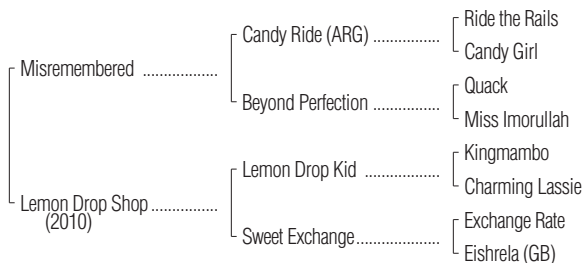 Ride the Rails
Candy Ride (ARG) ................
Candy Girl
Misremembered ..................
Quack
Beyond Perfection ................
Miss Imorullah
Kingmambo
Lemon Drop Kid ..................
Charming Lassie
Lemon Drop Shop ................
(2010)
Exchange Rate
Sweet Exchange ....................
Eishrela (GB)